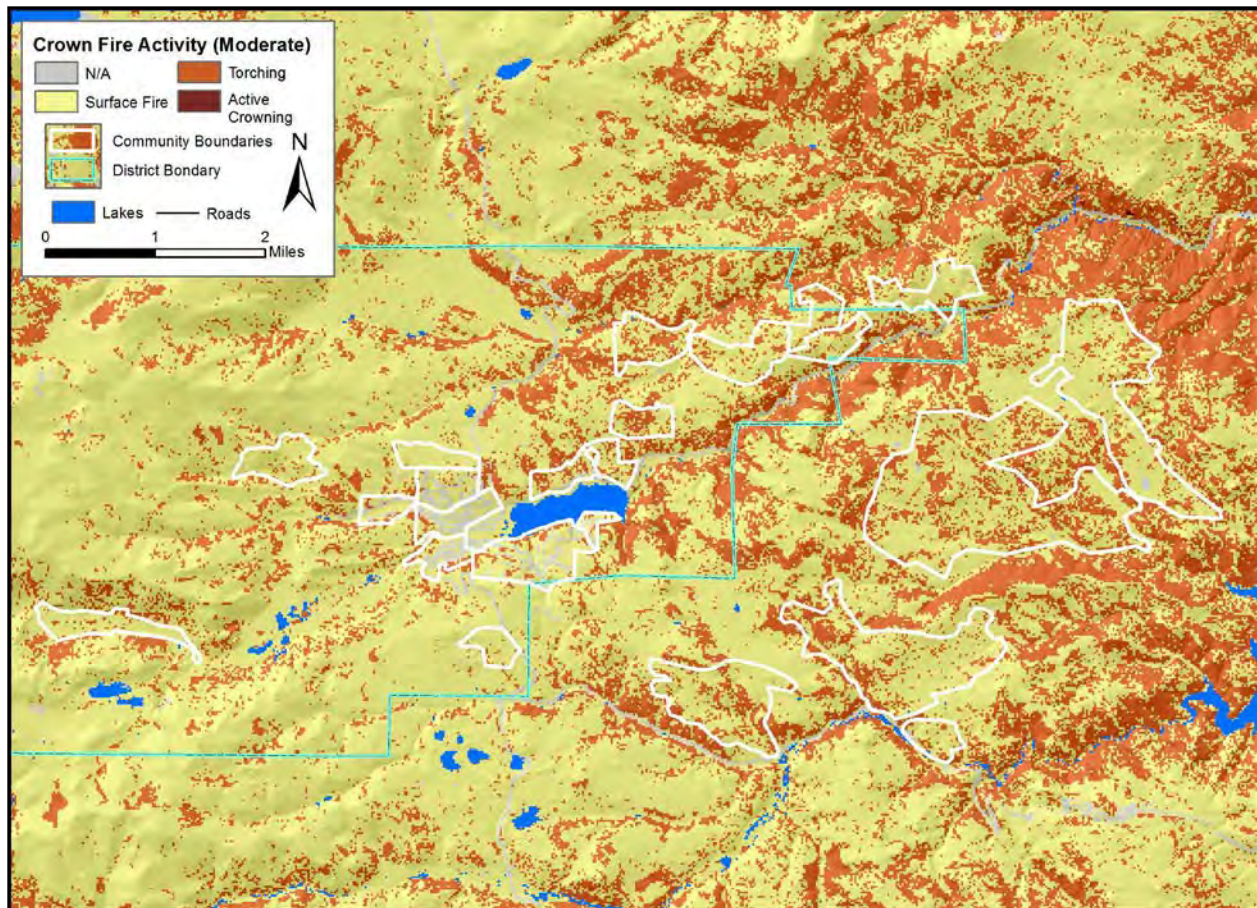 Crown Fire Activity (Moderate)
N/A
Torching
Surface Fire
Active
Crowning
Community Boundaries
N
District Bondary
Lakes
Roads
0 1 2
Miles